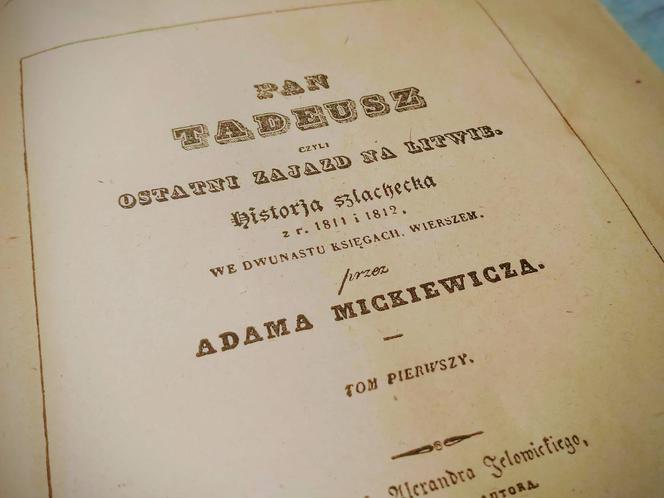 PAN
TADEUSZ
CZYLI
OSTATNI ZAJAZD NA LITWIE.
Historja szlachecka
z r. 1811 i 1812.
WE DWUNASTU KSIĘGACH, WIERSZEM.
przez
ADAMA MICKIEWICZA.
TOM PIERWSZY.
Alexandra Jełowickiego,